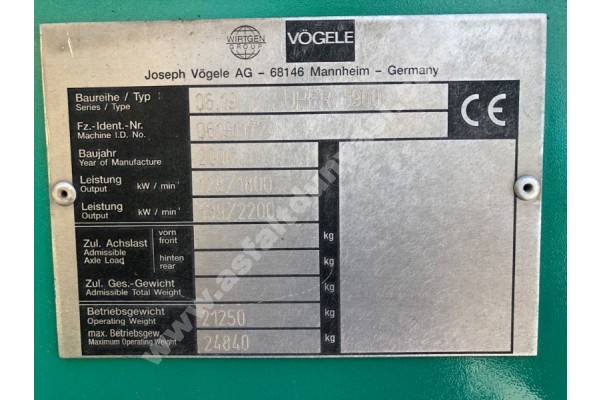 WIRTGEN GROUP
VÖGELE
Joseph Vögele AG – 68146 Mannheim – Germany
Baureihe / Typ
Series / Type
Fz.-Ident.-Nr.
Machine I.D. No.
CE
Baujahr
Year of Manufacture
Leistung
Output kW / min⁻
/1800
Leistung
Output kW / min⁻
/2200
Zul. Achslast
Admissible
Axle Load
vorn
front
kg
hinten
rear
kg
Zul. Ges.-Gewicht
Admissible Total Weight
kg
Betriebsgewicht
Operating Weight
21250
kg
max. Betriebsgew.
Maximum Operating Weight
24840
kg